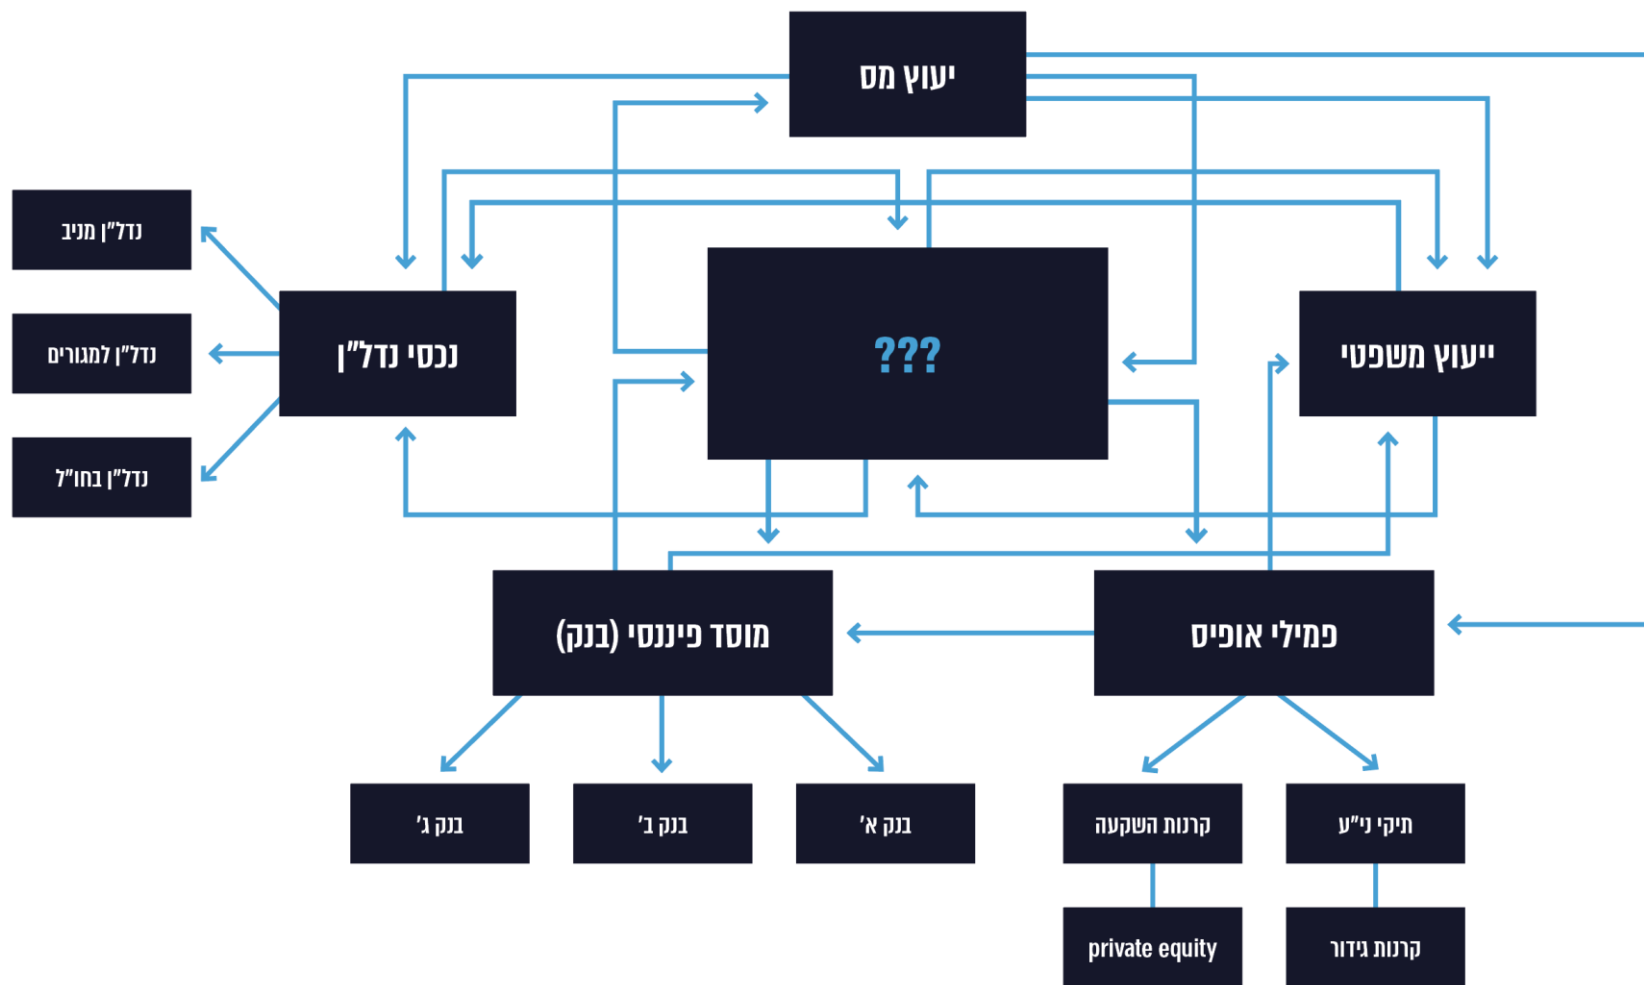 יעוץ מס
נדל"ן מניב
נדל"ן למגורים
נדל"ן בחו"ל
נכסי נדל"ן
???
ייעוץ משפטי
מוסד פיננסי (בנק)
פמילי אופיס
בנק ג'
בנק ב'
בנק א'
קרנות השקעה
תיקי ני"ע
private equity
קרנות גידור